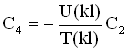 C₄ = − U(kl)/T(kl) C₂